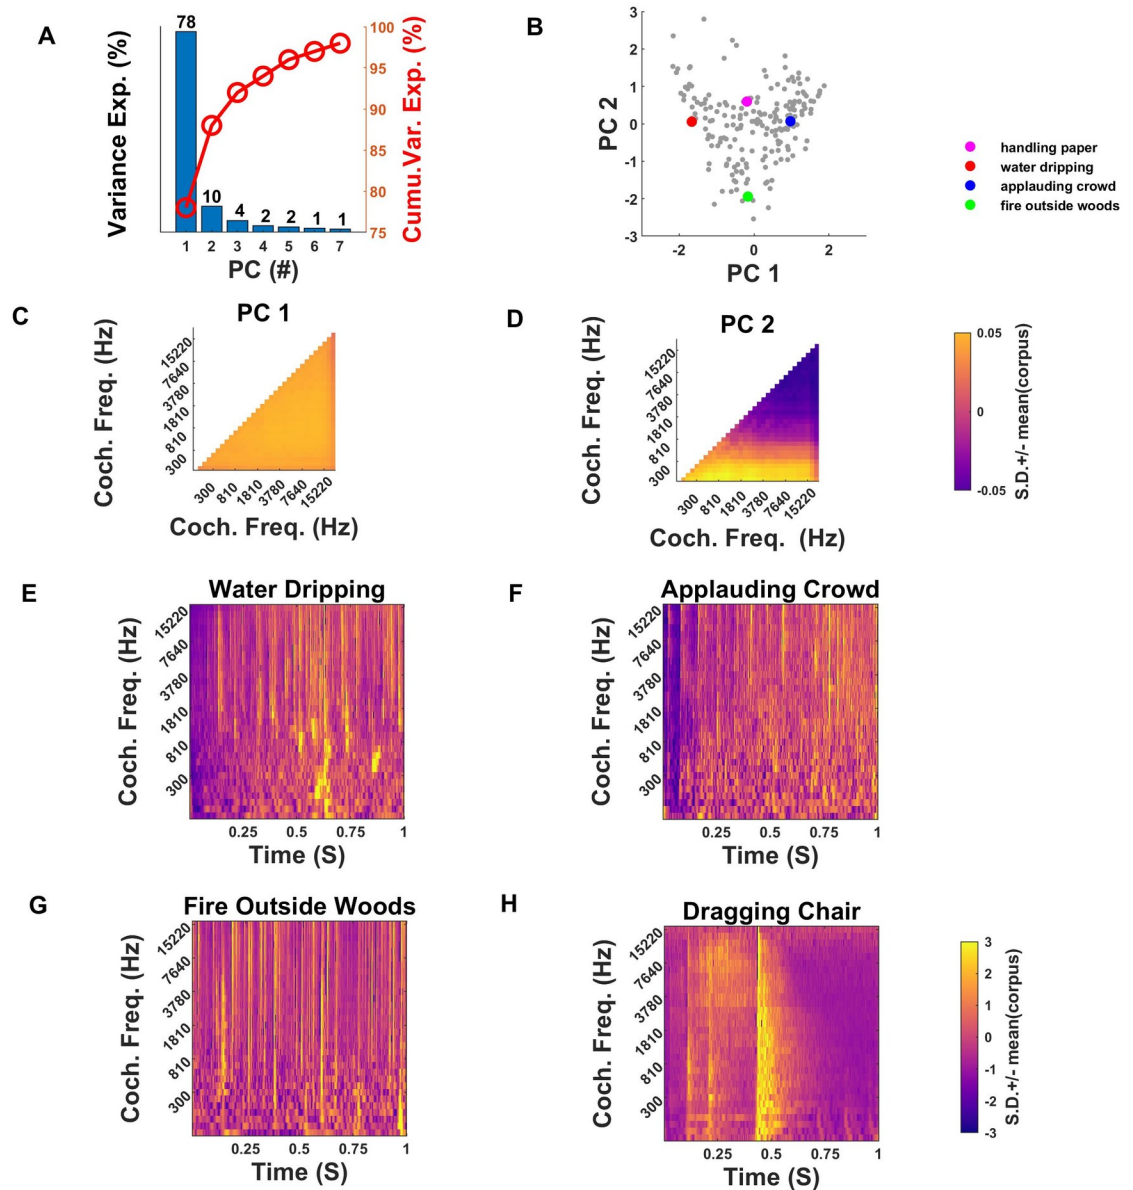 A
Variance Exp. (%)
78
10
4
2
2
1
1
100
95
90
85
80
75
Cumu.Var. Exp. (%)
1
2
3
4
5
6
7
PC (#)
B
PC 2
3
2
1
0
-1
-2
-3
-2
0
2
PC 1
handling paper
water dripping
applauding crowd
fire outside woods
C
PC 1
Coch. Freq. (Hz)
15220
7640
3780
1810
810
300
300
810
1810
3780
7640
15220
Coch. Freq. (Hz)
D
PC 2
Coch. Freq. (Hz)
15220
7640
3780
1810
810
300
300
810
1810
3780
7640
15220
Coch. Freq. (Hz)
0.05
0
-0.05
S.D.+/- mean(corpus)
E
Water Dripping
Coch. Freq. (Hz)
15220
7640
3780
1810
810
300
0.25
0.5
0.75
1
Time (S)
F
Applauding Crowd
Coch. Freq. (Hz)
15220
7640
3780
1810
810
300
0.25
0.5
0.75
1
Time (S)
G
Fire Outside Woods
Coch. Freq. (Hz)
15220
7640
3780
1810
810
300
0.25
0.5
0.75
1
Time (S)
H
Dragging Chair
Coch. Freq. (Hz)
15220
7640
3780
1810
810
300
0.25
0.5
0.75
1
Time (S)
3
2
1
0
-1
-2
-3
S.D.+/- mean(corpus)